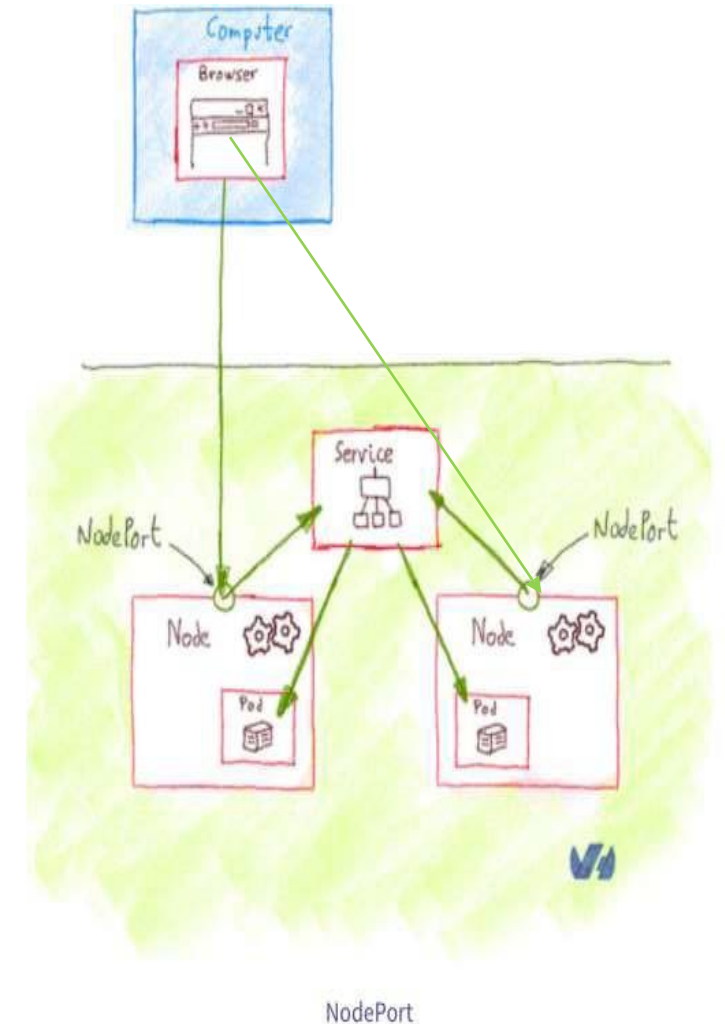 Computer
Browser
Service
NodePort
NodePort
Node
Node
Pod
Pod
NodePort